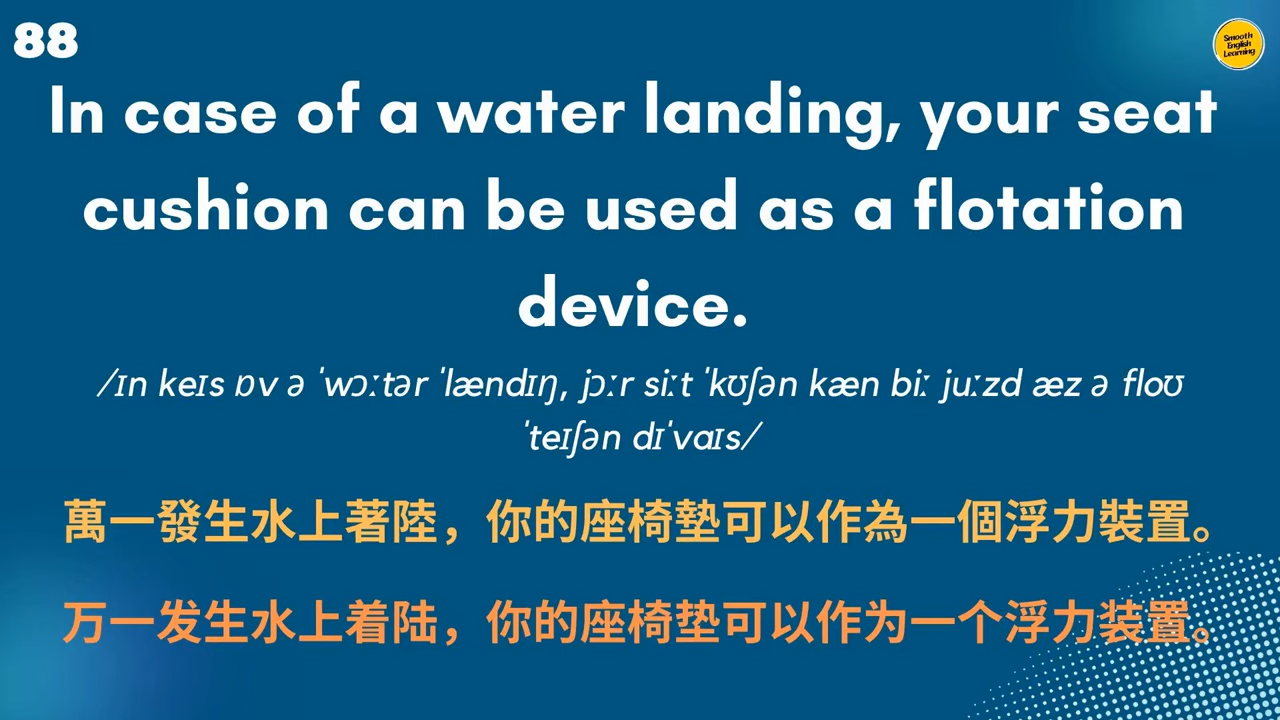 88
Smooth
English
Learning
In case of a water landing, your seat
cushion can be used as a flotation
device.
/ɪn keɪs ɒv ə ˈwɔːtər ˈlændɪŋ, jɔːr siːt ˈkʊʃən kæn biː juːzd æz ə floʊ
ˈteɪʃən dɪˈvaɪs/
萬一發生水上著陸，你的座椅墊可以作為一個浮力裝置。
万一发生水上着陆，你的座椅垫可以作为一个浮力装置。